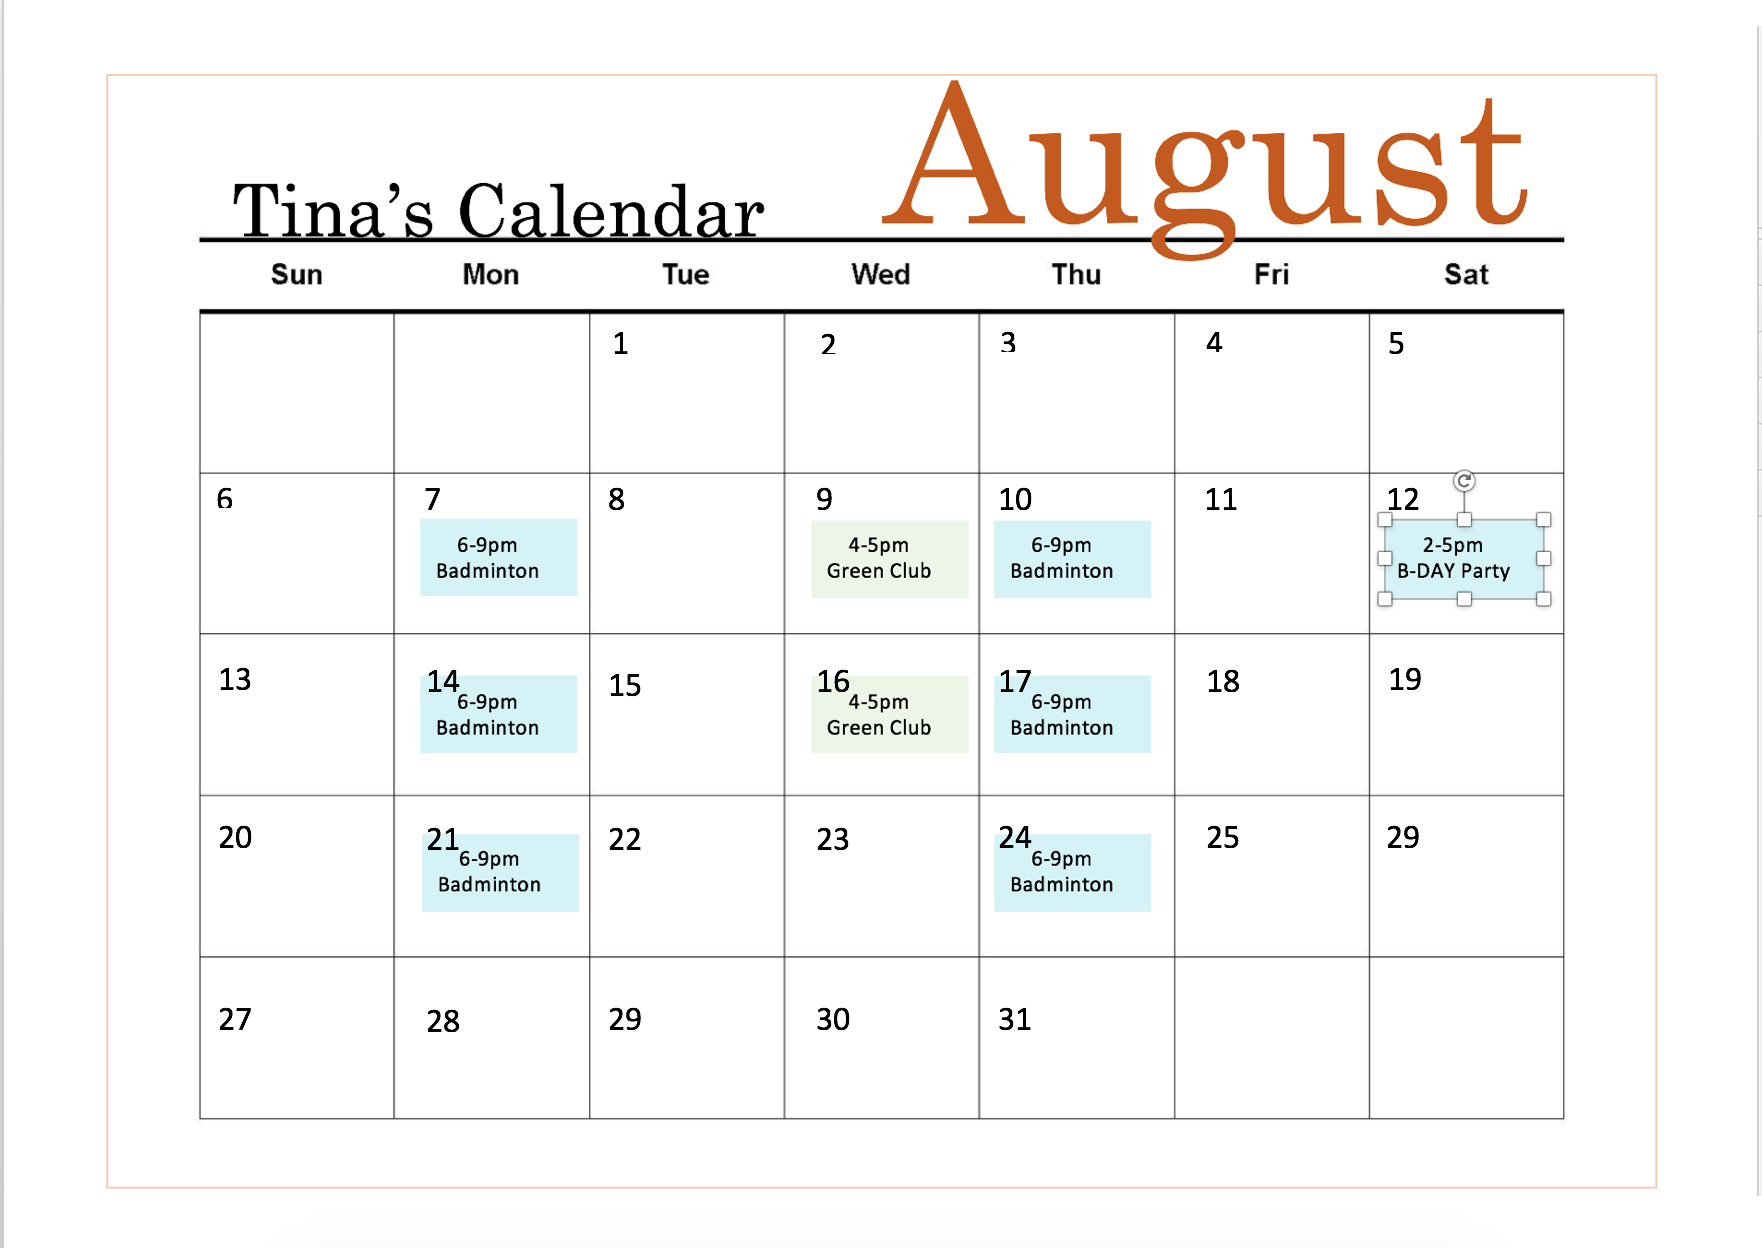 August
Tina’s Calendar
Sun Mon Tue Wed Thu Fri Sat
1 2 3 4 5
6 7 8 9 10 11 12
6-9pm 4-5pm 6-9pm 2-5pm
Badminton Green Club Badminton B-DAY Party
13 14 15 16 17 18 19
6-9pm 4-5pm 6-9pm
Badminton Green Club Badminton
20 21 22 23 24 25 29
6-9pm 6-9pm
Badminton Badminton
27 28 29 30 31